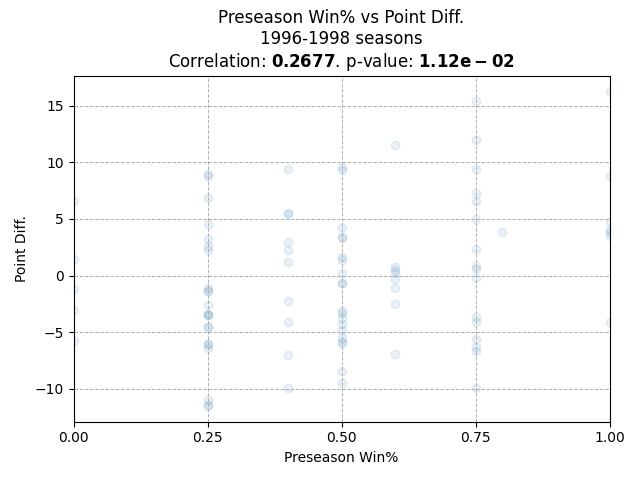 Preseason Win% vs Point Diff.
1996-1998 seasons
Correlation: 0.2677. p-value: 1.12e − 02
15
10
5
0
−5
−10
Point Diff.
0.00 0.25 0.50 0.75 1.00
Preseason Win%